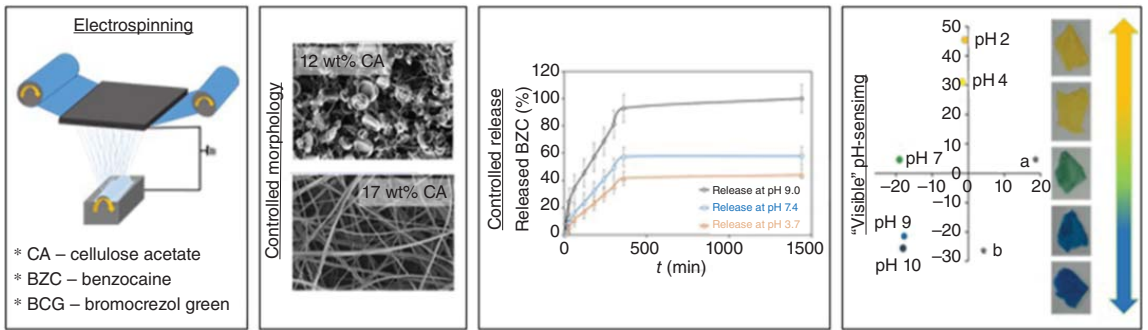 Electrospinning
* CA – cellulose acetate
* BZC – benzocaine
* BCG – bromocrezol green
Controlled morphology
12 wt% CA
17 wt% CA
Controlled release
Released BZC (%)
120
100
80
60
40
20
0
0
500
1000
1500
t (min)
Release at pH 9.0
Release at pH 7.4
Release at pH 3.7
"Visible" pH-sensimg
50
40
30
20
10
0
−10
−20
−30
−20
−10
0
10
20
pH 2
pH 4
pH 7
a
pH 9
pH 10
b